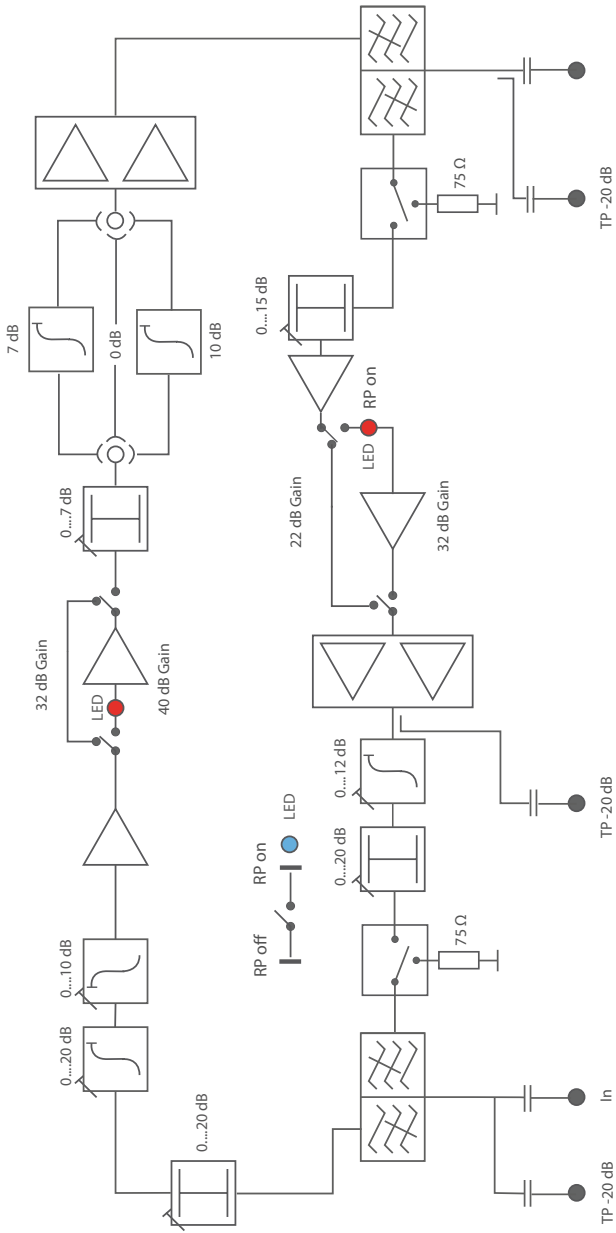 7 dB
32 dB Gain
0....20 dB
0....10 dB
0....7 dB
LED
0 dB
40 dB Gain
0....20 dB
10 dB
RP off
RP on
0....15 dB
LED
22 dB Gain
0....20 dB
0....12 dB
LED
RP on
32 dB Gain
75 Ω
75 Ω
TP -20 dB
In
TP -20 dB
TP -20 dB